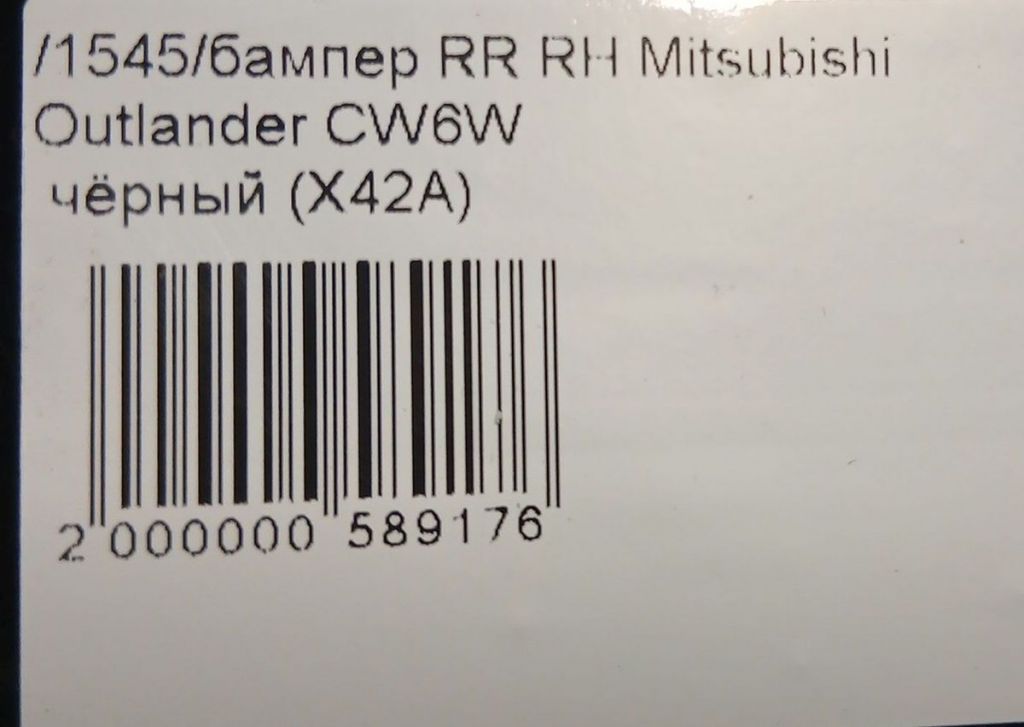 /1545/бампер RR RH Mitsubishi
Outlander CW6W
чёрный (X42A)
2 000000 589176